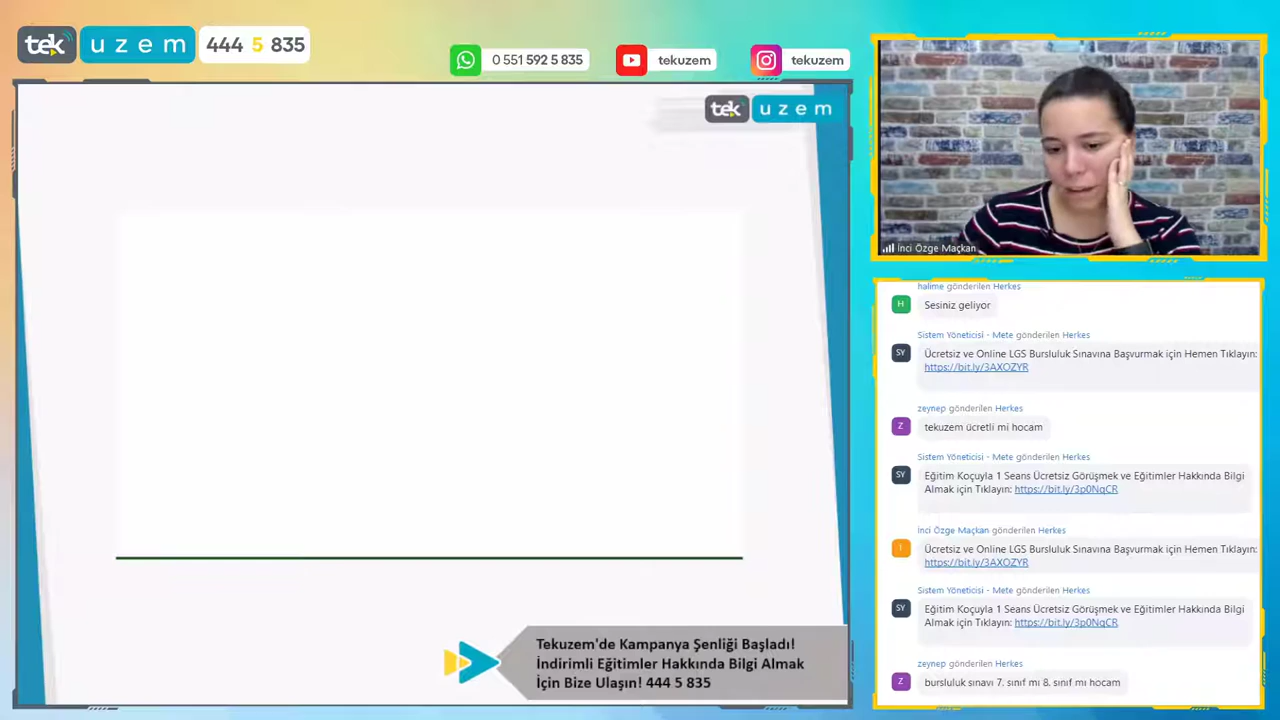 tek uzem 444 5 835
0 551 592 5 835
tekuzem
tekuzem
tek uzem
Tekuzem'de Kampanya Şenliği Başladı!
İndirimli Eğitimler Hakkında Bilgi Almak
İçin Bize Ulaşın! 444 5 835
İnci Özge Maçkan
halime gönderilen Herkes
H
Sesiniz geliyor
Sistem Yöneticisi - Mete gönderilen Herkes
SY
Ücretsiz ve Online LGS Bursluluk Sınavına Başvurmak için Hemen Tıklayın:
https://bit.ly/3AXOZYR
zeynep gönderilen Herkes
Z
tekuzem ücretli mi hocam
Sistem Yöneticisi - Mete gönderilen Herkes
SY
Eğitim Koçuyla 1 Seans Ücretsiz Görüşmek ve Eğitimler Hakkında Bilgi
Almak için Tıklayın: https://bit.ly/3p0NqCR
İnci Özge Maçkan gönderilen Herkes
İ
Ücretsiz ve Online LGS Bursluluk Sınavına Başvurmak için Hemen Tıklayın:
https://bit.ly/3AXOZYR
Sistem Yöneticisi - Mete gönderilen Herkes
SY
Eğitim Koçuyla 1 Seans Ücretsiz Görüşmek ve Eğitimler Hakkında Bilgi
Almak için Tıklayın: https://bit.ly/3p0NqCR
zeynep gönderilen Herkes
Z
bursluluk sınavı 7. sınıf mı 8. sınıf mı hocam